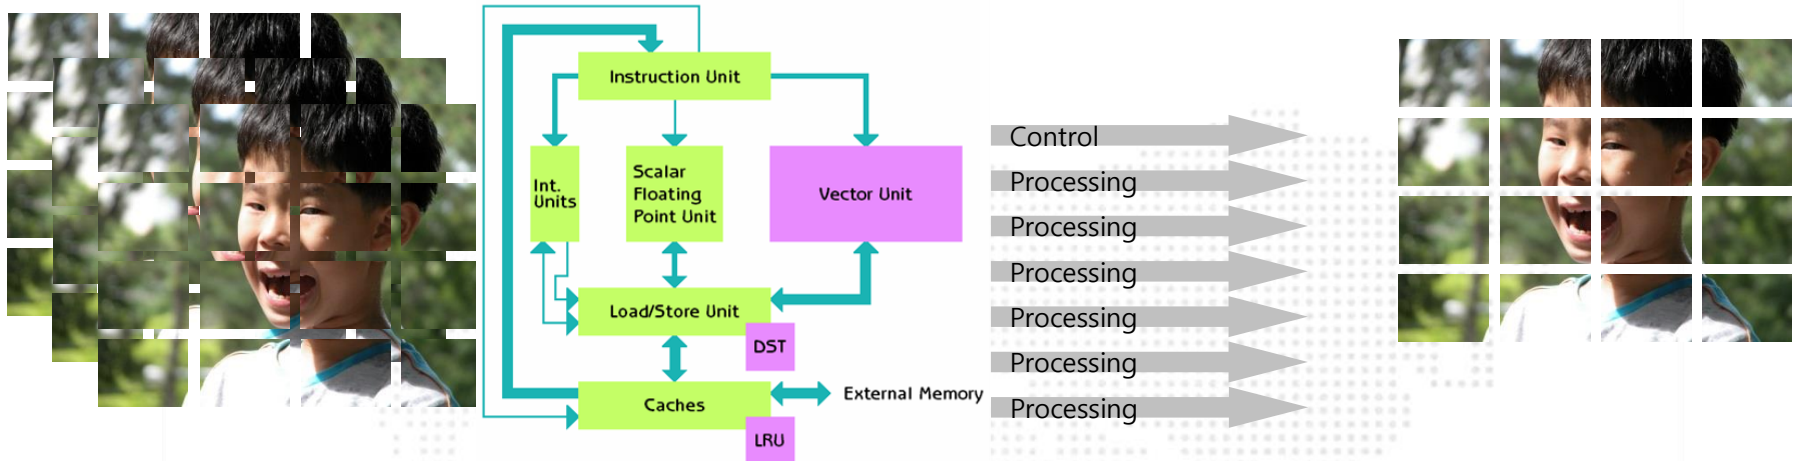 Instruction Unit
Int.
Units
Scalar
Floating
Point Unit
Vector Unit
Load/Store Unit
DST
Caches
External Memory
LRU
Control
Processing
Processing
Processing
Processing
Processing
Processing